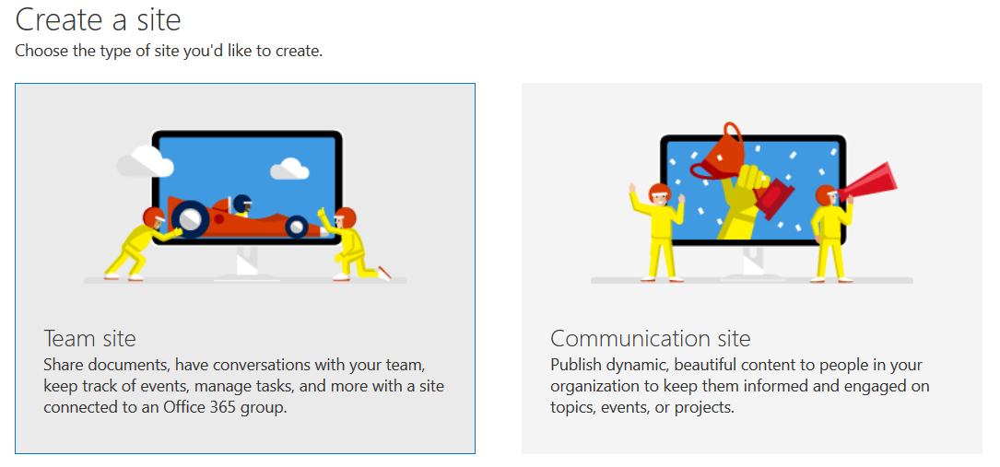 Create a site
Choose the type of site you'd like to create.
Team site
Share documents, have conversations with your team,
keep track of events, manage tasks, and more with a site
connected to an Office 365 group.
Communication site
Publish dynamic, beautiful content to people in your
organization to keep them informed and engaged on
topics, events, or projects.